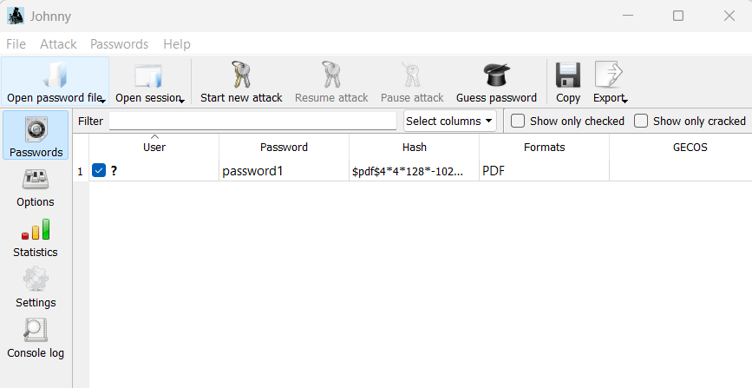 Johnny
File Attack Passwords Help
Open password file Open session Start new attack Resume attack Pause attack Guess password Copy Export
Passwords
Options
Statistics
Settings
Console log
Filter Select columns Show only checked Show only cracked
User Password Hash Formats GECOS
1 ? password1 $pdf$4*4*128*-102... PDF